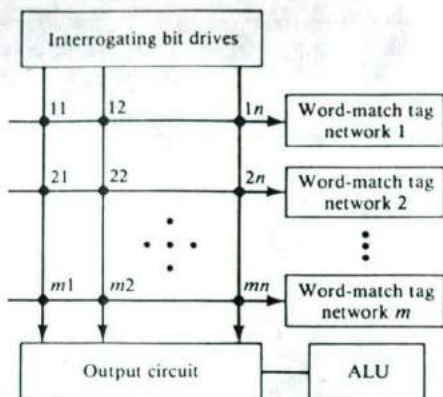 Interrogating bit drives
11 12 1n
Word-match tag
network 1
21 22 2n
Word-match tag
network 2
m1 m2 mn
Word-match tag
network m
Output circuit
ALU